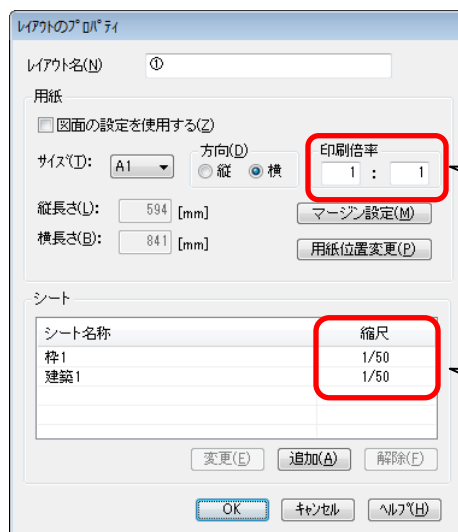 レイアウトのプロパティ
レイアウト名(N) ①
用紙
図面の設定を使用する(Z)
サイズ(T): A1 方向(D) 縦 横 印刷倍率 1 : 1
縦長さ(L): 594 [mm] マージン設定(M)
横長さ(B): 841 [mm] 用紙位置変更(P)
シート
シート名称 縮尺
枠1 1/50
建築1 1/50
変更(E) 追加(A) 解除(F)
OK キャンセル ヘルプ(H)